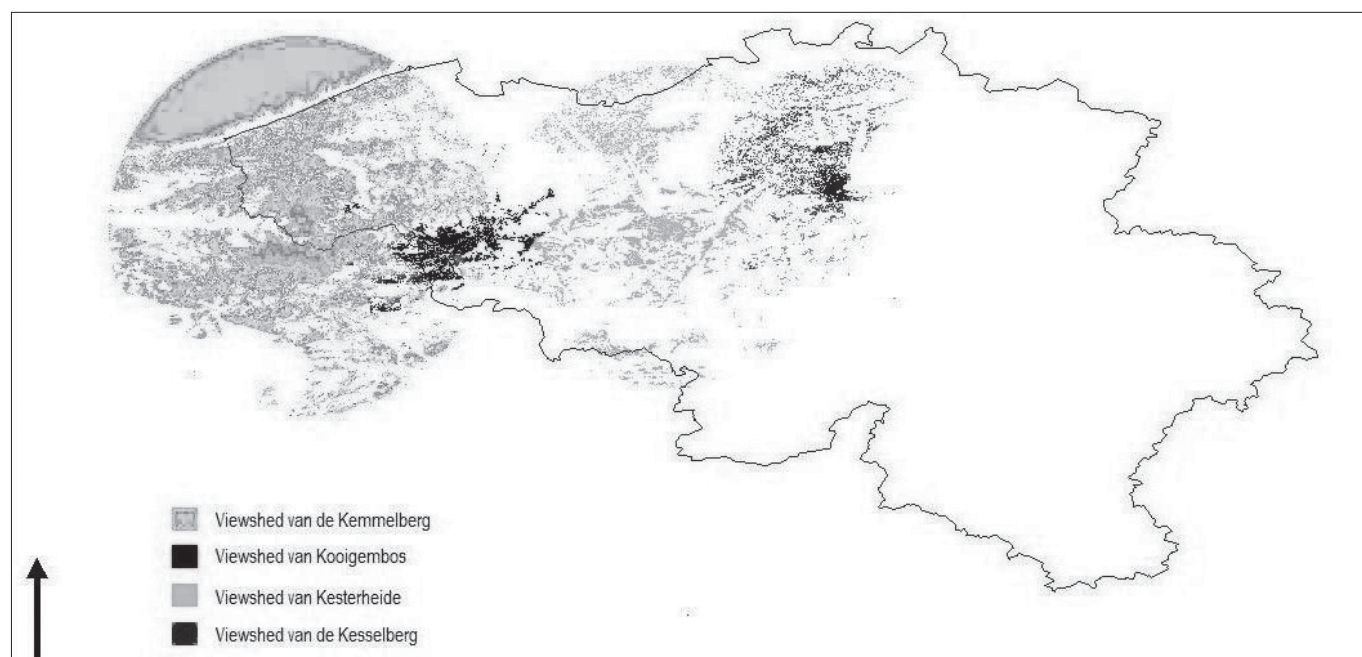 Viewshed van de Kemmelberg
Viewshed van Kooigembos
Viewshed van Kesterheide
Viewshed van de Kesselberg